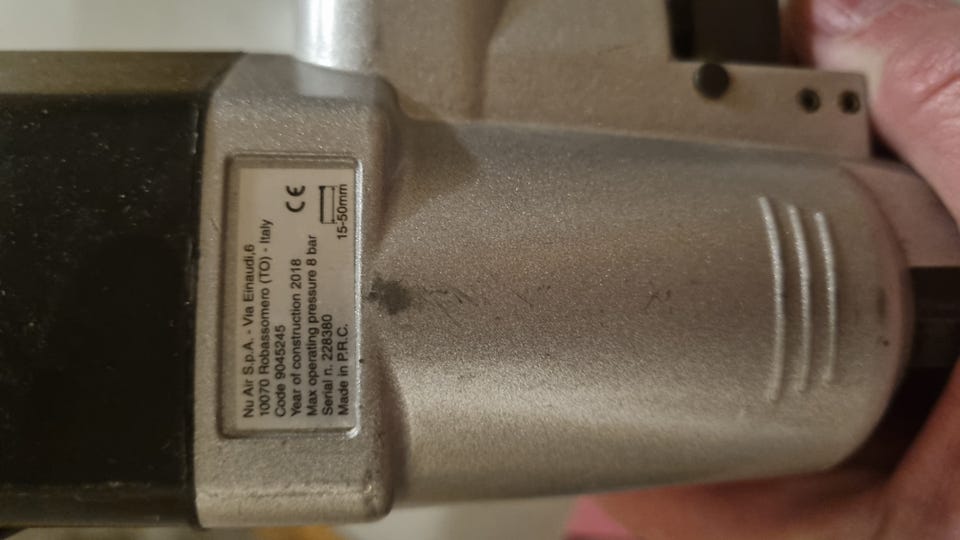 Nu Air S.p.A. - Via Einaudi,6
10070 Robassomero (TO) - Italy
Code 9045245
Year of construction 2018
Max operating pressure 8 bar
Serial n. 228380
Made in P.R.C.
CE
15-50mm